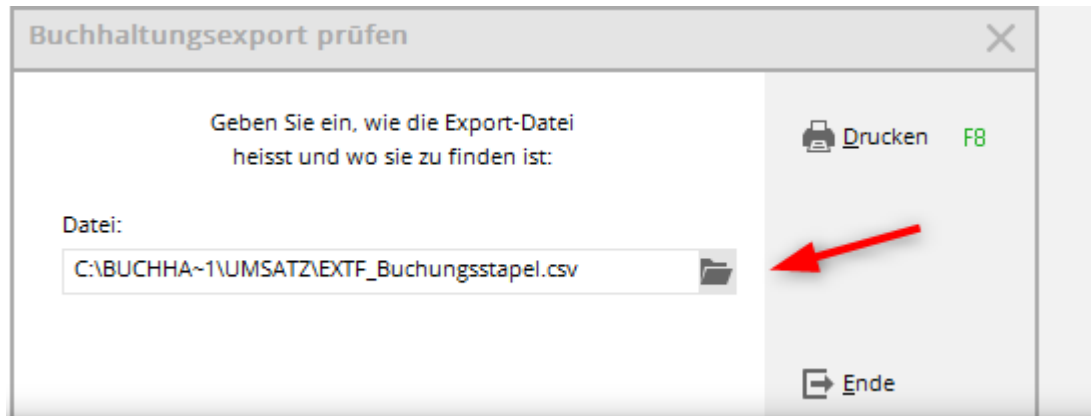 Buchhaltungsexport prüfen
Geben Sie ein, wie die Export-Datei
heisst und wo sie zu finden ist:
Drucken F8
Datei:
C:\BUCHHA~1\UMSATZ\EXTF_Buchungsstapel.csv
Ende